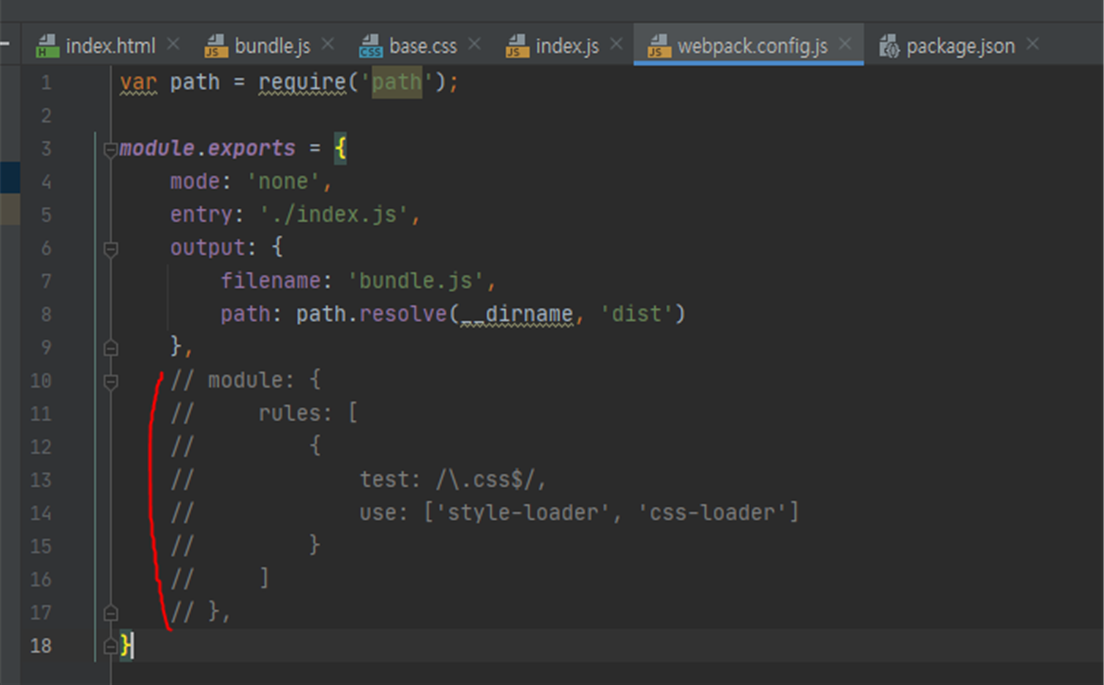 index.html bundle.js base.css index.js webpack.config.js package.json
1 var path = require('path');
2
3 module.exports = {
4 mode: 'none',
5 entry: './index.js',
6 output: {
7 filename: 'bundle.js',
8 path: path.resolve(__dirname, 'dist')
9 },
10 // module: {
11 // rules: [
12 // {
13 // test: /\.css$/,
14 // use: ['style-loader', 'css-loader']
15 // }
16 // ]
17 // },
18 }